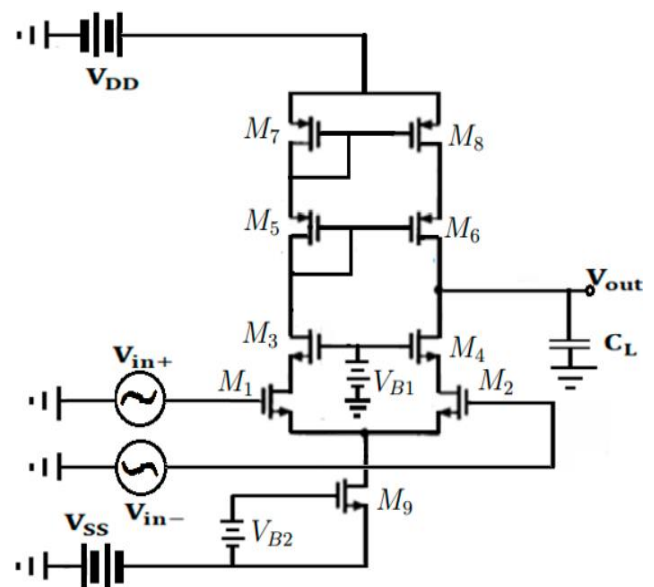 V_DD
M_7
M_8
M_5
M_6
V_out
M_3
M_4
C_L
V_in+
V_B1
M_1
M_2
V_in−
M_9
V_SS
V_B2